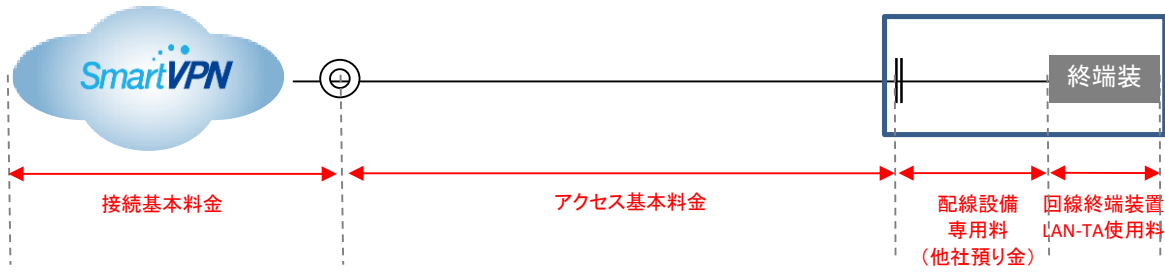 SmartVPN
終端装
接続基本料金
アクセス基本料金
配線設備
専用料
(他社預り金)
回線終端装置
LAN-TA使用料